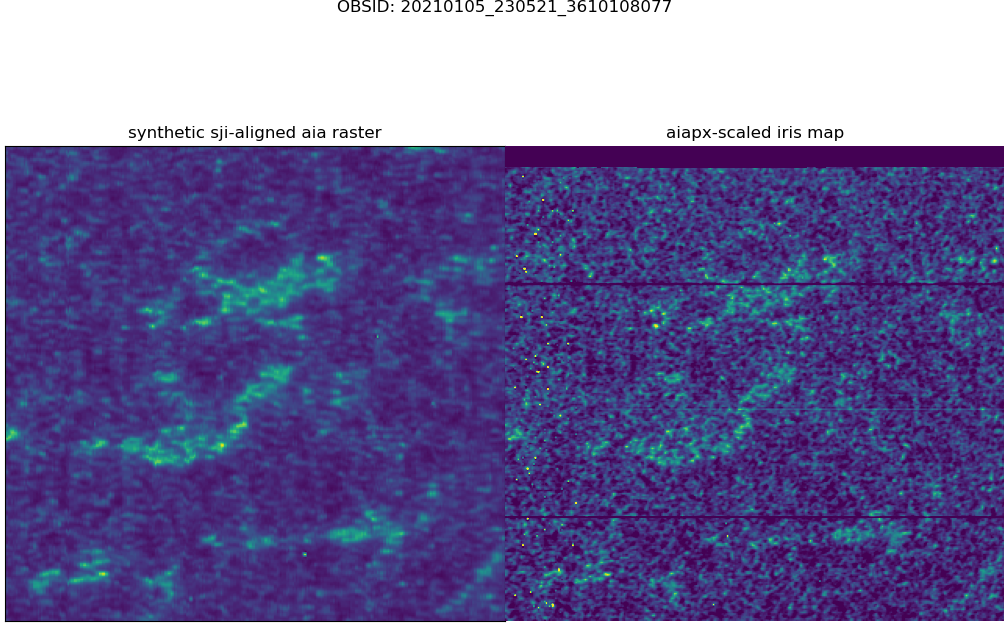 OBSID: 20210105_230521_3610108077
synthetic sji-aligned aia raster
aiapx-scaled iris map